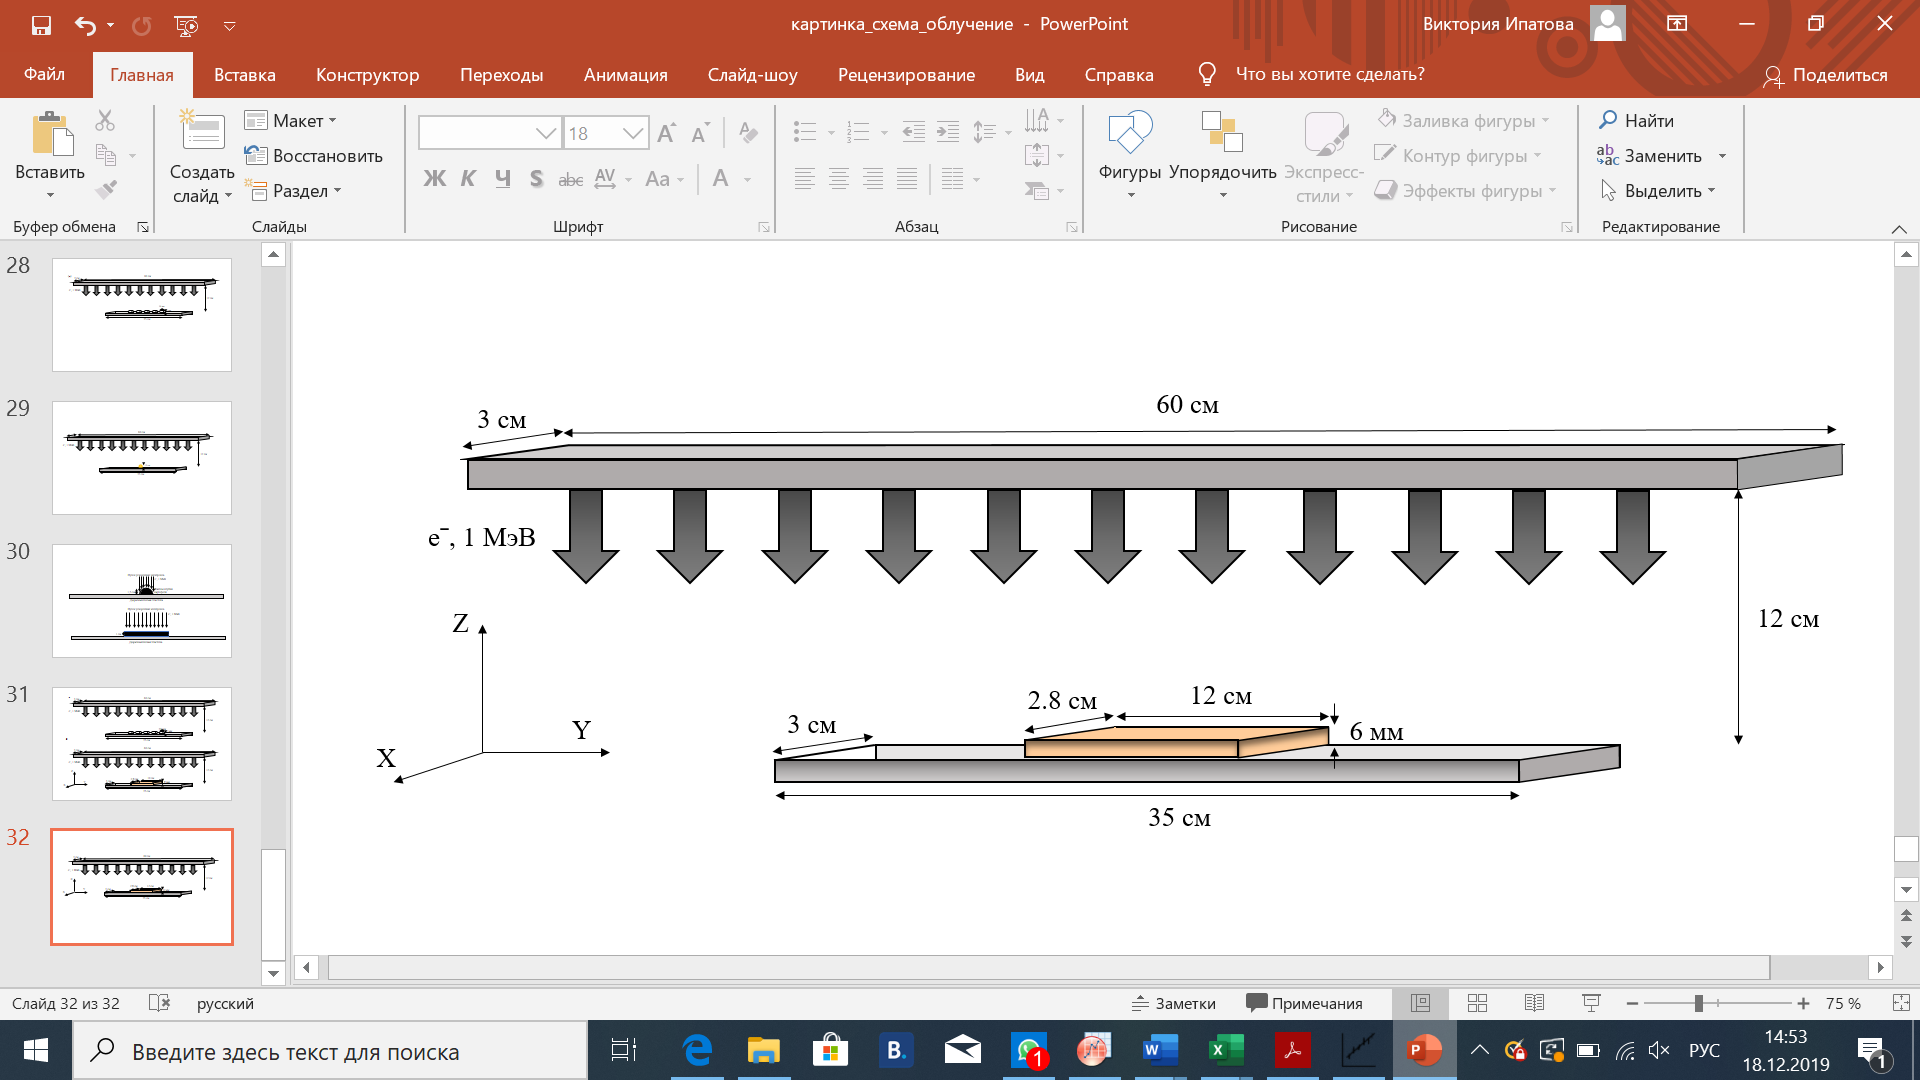 картинка_схема_облучение - PowerPoint
Виктория Ипатова
Файл
Главная
Вставка
Конструктор
Переходы
Анимация
Слайд-шоу
Рецензирование
Вид
Справка
Что вы хотите сделать?
Поделиться
Вставить
Буфер обмена
Создать
слайд
Макет
Восстановить
Раздел
Слайды
18
Ж К Ч S abc AV Aa A
Шрифт
Абзац
Фигуры
Упорядочить
Экспресс-
стили
Заливка фигуры
Контур фигуры
Эффекты фигуры
Рисование
Найти
Заменить
Выделить
Редактирование
28
29
30
31
32
3 см
60 см
e⁻, 1 МэВ
12 см
Z
Y
X
2.8 см
12 см
3 см
6 мм
35 см
Слайд 32 из 32
русский
Заметки
Примечания
75 %
Введите здесь текст для поиска
РУС
14:53
18.12.2019
1